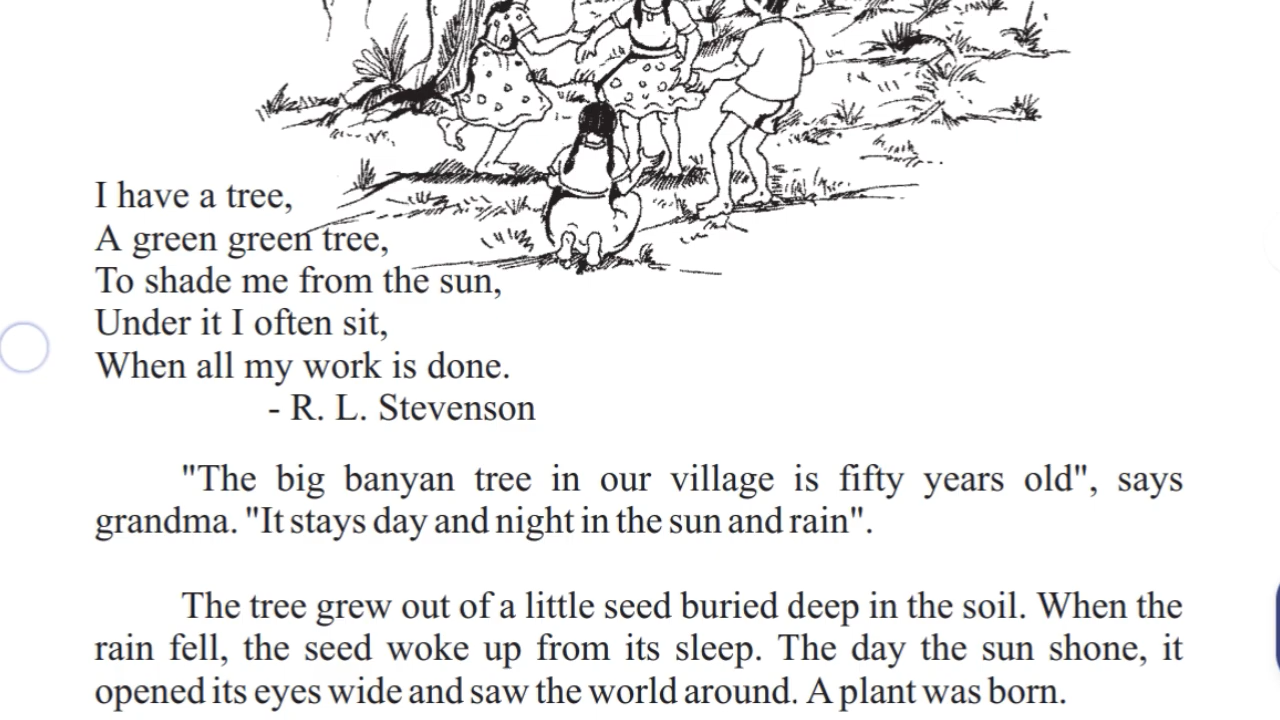 I have a tree,
A green green tree,
To shade me from the sun,
Under it I often sit,
When all my work is done.
- R. L. Stevenson
"The big banyan tree in our village is fifty years old", says
grandma. "It stays day and night in the sun and rain".
The tree grew out of a little seed buried deep in the soil. When the
rain fell, the seed woke up from its sleep. The day the sun shone, it
opened its eyes wide and saw the world around. A plant was born.